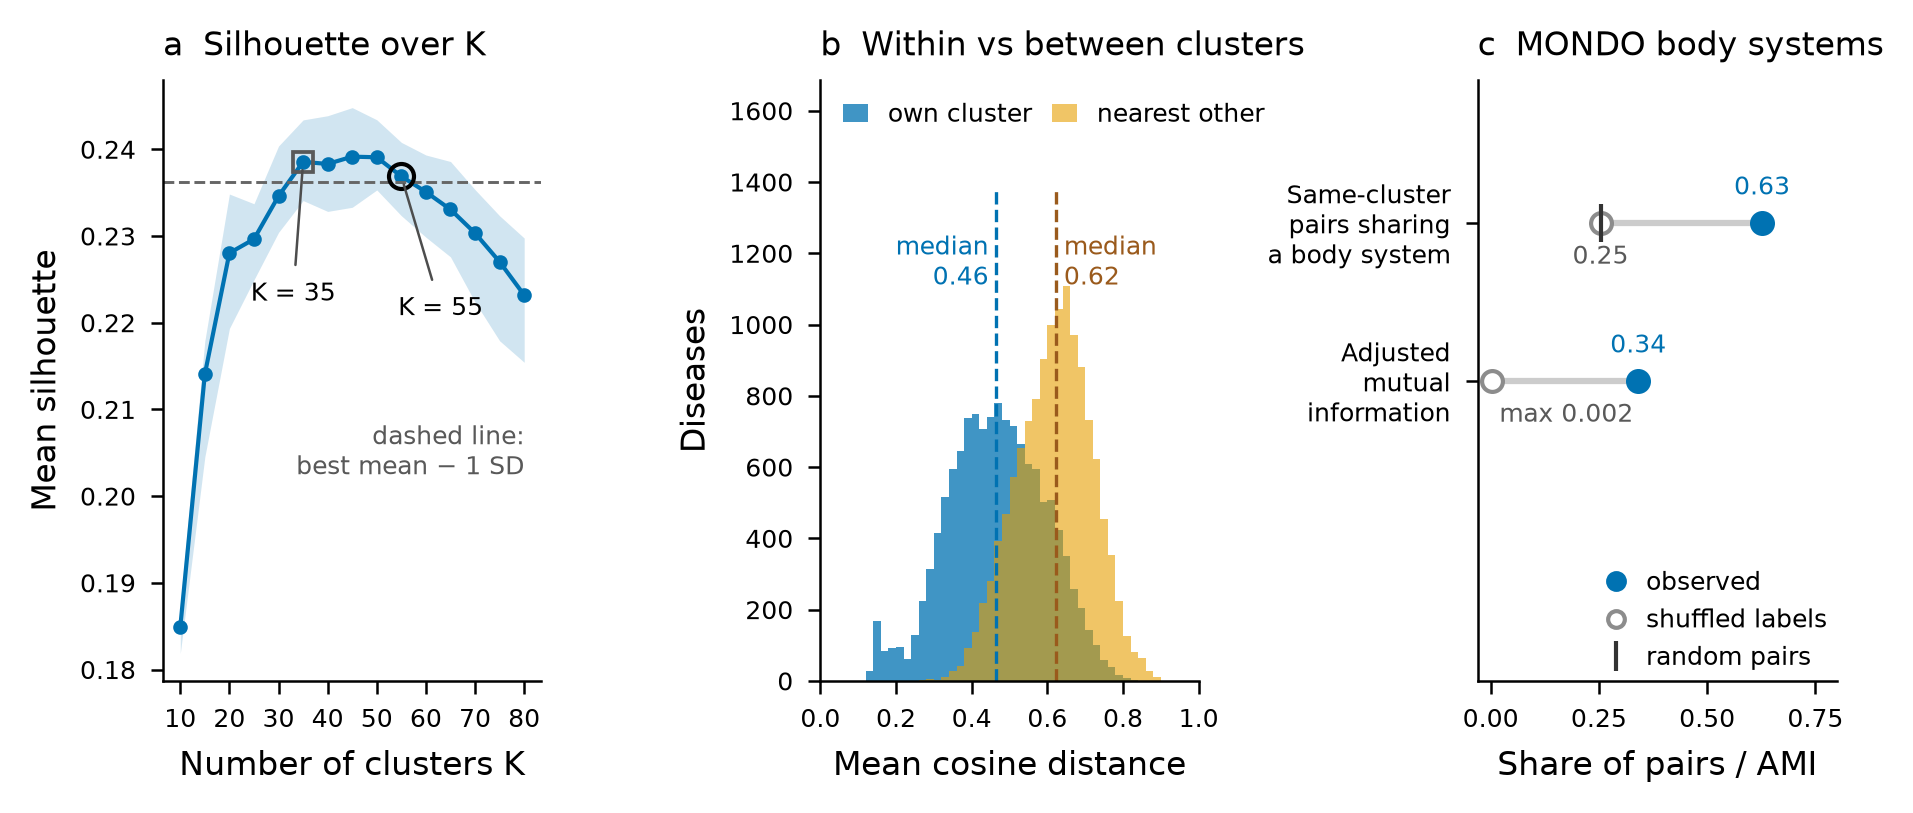 a Silhouette over K
Mean silhouette
0.24
0.23
0.22
0.21
0.20
0.19
0.18
K = 35
K = 55
dashed line:
best mean − 1 SD
10 20 30 40 50 60 70 80
Number of clusters K
b Within vs between clusters
own cluster
nearest other
Diseases
1600
1400
1200
1000
800
600
400
200
0
median
0.46
median
0.62
0.0 0.2 0.4 0.6 0.8 1.0
Mean cosine distance
c MONDO body systems
Same-cluster
pairs sharing
a body system
0.63
0.25
Adjusted
mutual
information
0.34
max 0.002
observed
shuffled labels
random pairs
0.00 0.25 0.50 0.75
Share of pairs / AMI